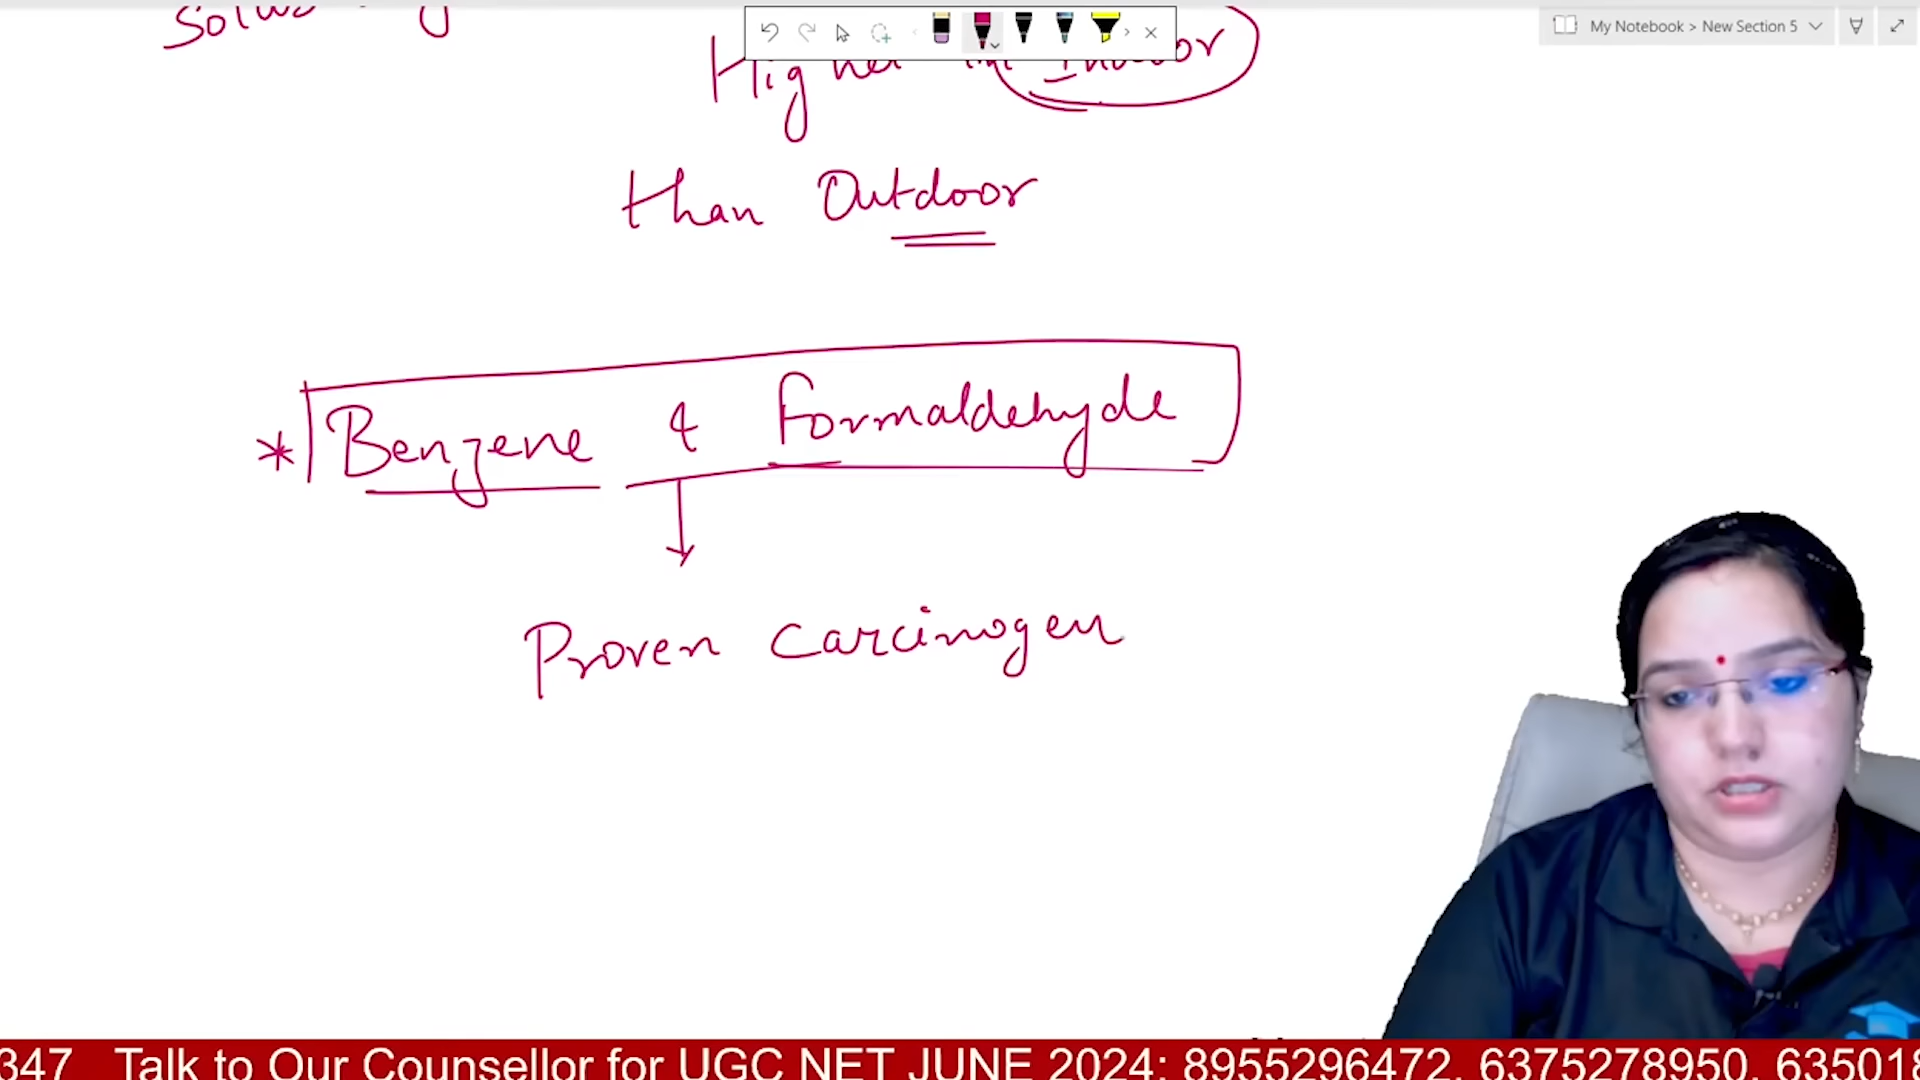 My Notebook > New Section 5
Higher in Indoor
than Outdoor
* Benzene & Formaldehyde
Proven Carcinogen
347 Talk to Our Counsellor for UGC NET JUNE 2024: 8955296472, 6375278950, 635018